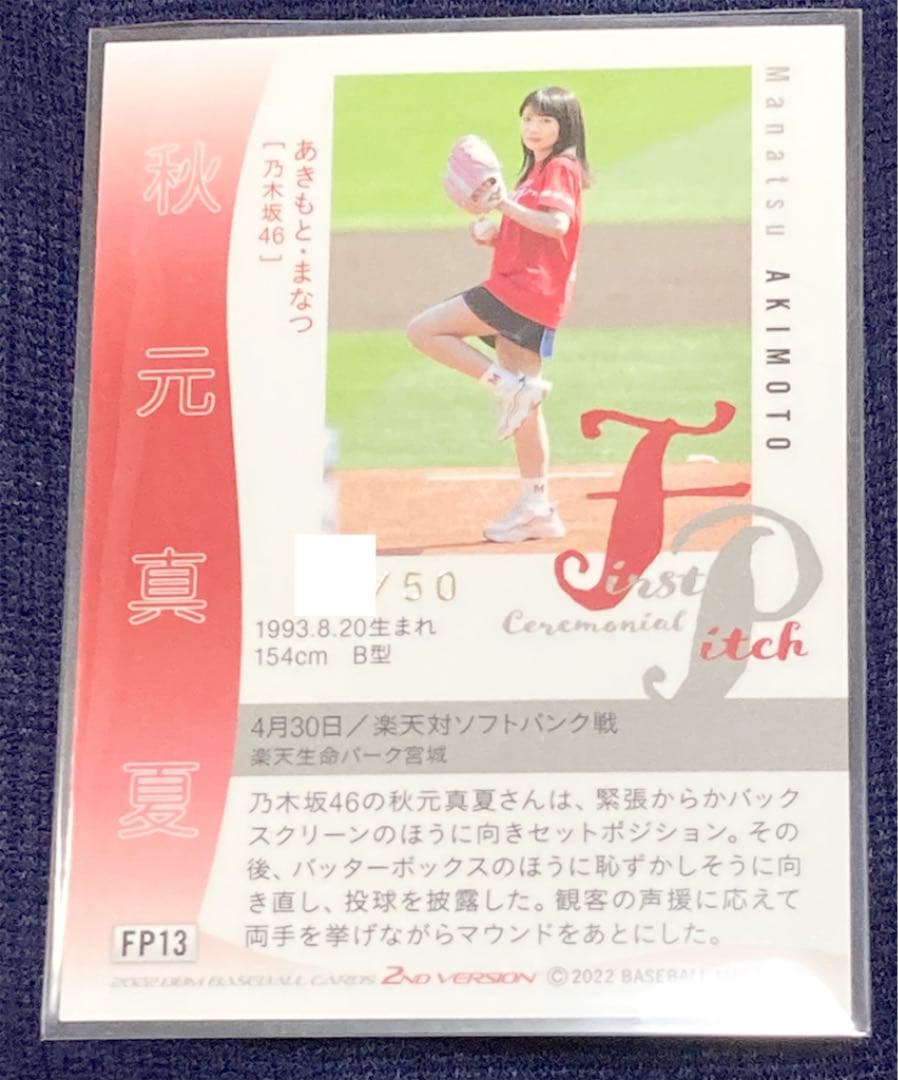 秋元真夏
あきもと・まなつ
[乃木坂46]
Manatsu AKIMOTO
/50
First
Ceremonial
Pitch
1993.8.20生まれ
154cm B型
4月30日／楽天対ソフトバンク戦
楽天生命パーク宮城
乃木坂46の秋元真夏さんは、緊張からかバック
スクリーンのほうに向きセットポジション。その
後、バッターボックスのほうに恥ずかしそうに向
き直し、投球を披露した。観客の声援に応えて
両手を挙げながらマウンドをあとにした。
FP13
2022 BBM BASEBALL CARDS 2ND VERSION ©2022 BASEBALL